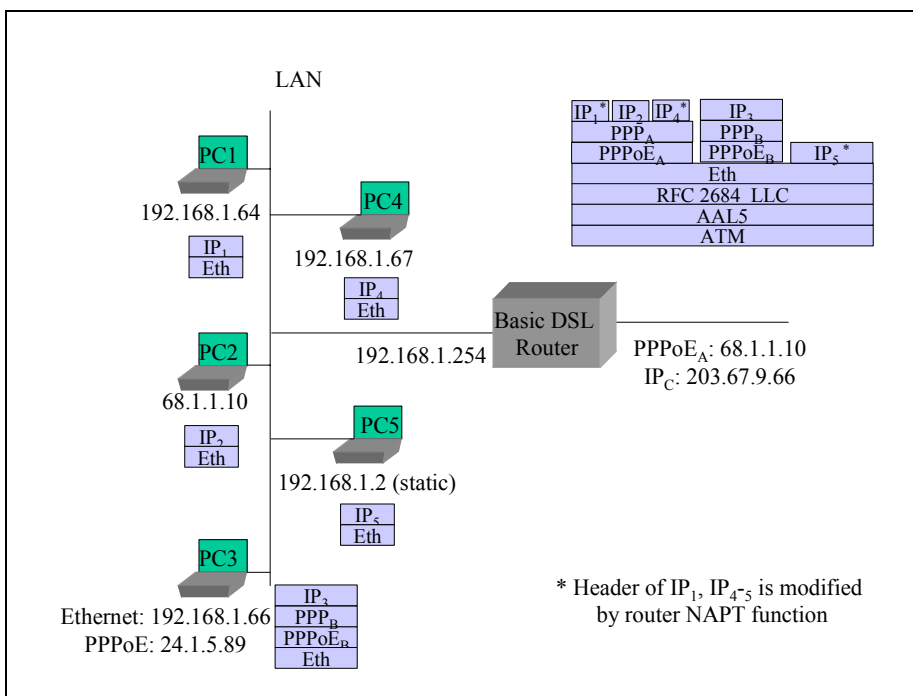 LAN
PC1
192.168.1.64
IP1
Eth
PC4
192.168.1.67
IP4
Eth
IP1* IP2 IP4* IP3
PPPA PPPB
PPPoEA PPPoEB IP5*
Eth
RFC 2684 LLC
AAL5
ATM
Basic DSL
Router
192.168.1.254
PPPoEA: 68.1.1.10
IPC: 203.67.9.66
PC2
68.1.1.10
IP2
Eth
PC5
192.168.1.2 (static)
IP5
Eth
PC3
Ethernet: 192.168.1.66
PPPoE: 24.1.5.89
IP3
PPPB
PPPoEB
Eth
* Header of IP1, IP4-5 is modified
by router NAPT function